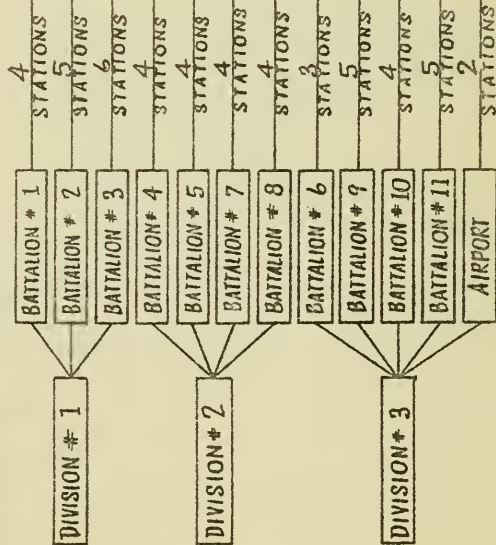 DIVISION # 1
BATTALION # 1
4
STATIONS
BATTALION # 2
5
STATIONS
BATTALION # 3
6
STATIONS
DIVISION # 2
BATTALION # 4
4
STATIONS
BATTALION # 5
4
STATIONS
BATTALION # 7
4
STATIONS
BATTALION # 8
4
STATIONS
DIVISION # 3
BATTALION # 6
3
STATIONS
BATTALION # 9
5
STATIONS
BATTALION # 10
4
STATIONS
BATTALION # 11
5
STATIONS
AIRPORT
2
STATIONS